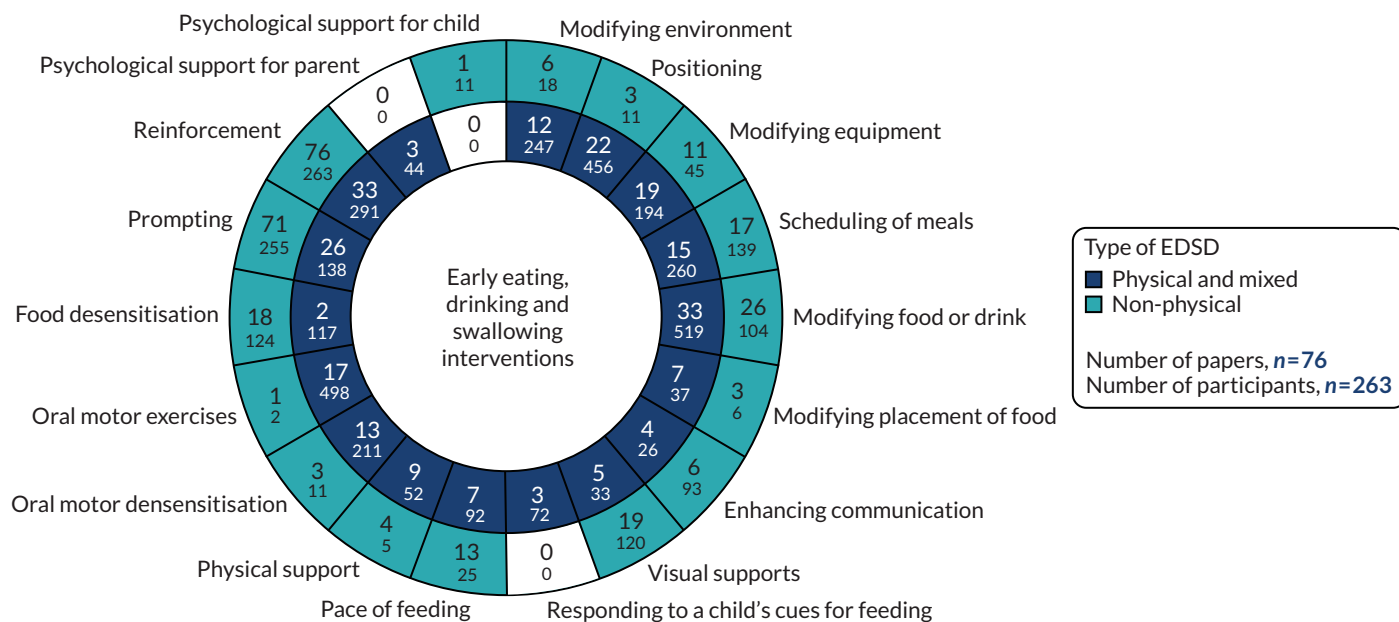 Psychological support for child
Modifying environment
Psychological support for parent
Positioning
Reinforcement
Modifying equipment
Prompting
Scheduling of meals
Food desensitisation
Modifying food or drink
Oral motor exercises
Modifying placement of food
Oral motor densensitisation
Enhancing communication
Physical support
Visual supports
Pace of feeding
Responding to a child’s cues for feeding
1
11
6
18
3
11
11
45
17
139
26
104
3
6
6
93
19
120
0
0
13
25
4
5
3
11
1
2
18
124
71
255
76
263
0
0
0
0
12
247
22
456
19
194
15
260
33
519
7
37
4
26
5
33
3
72
7
92
9
52
13
211
17
498
2
117
26
138
33
291
3
44
Early eating,
drinking and
swallowing
interventions
Type of EDSD
Physical and mixed
Non-physical
Number of papers, n=76
Number of participants, n=263